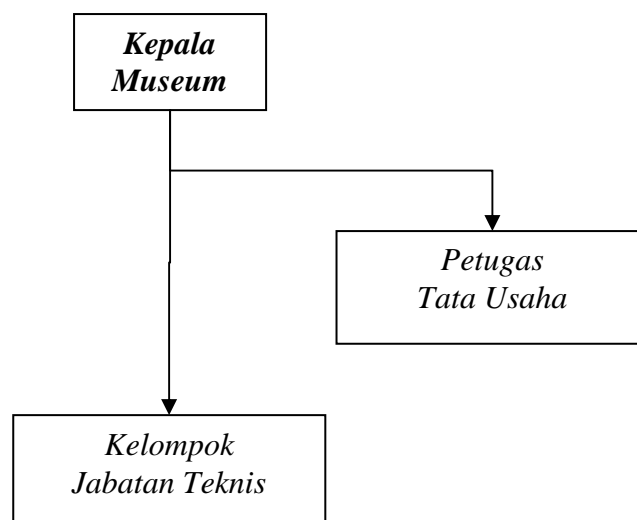 Kepala
Museum
Petugas
Tata Usaha
Kelompok
Jabatan Teknis